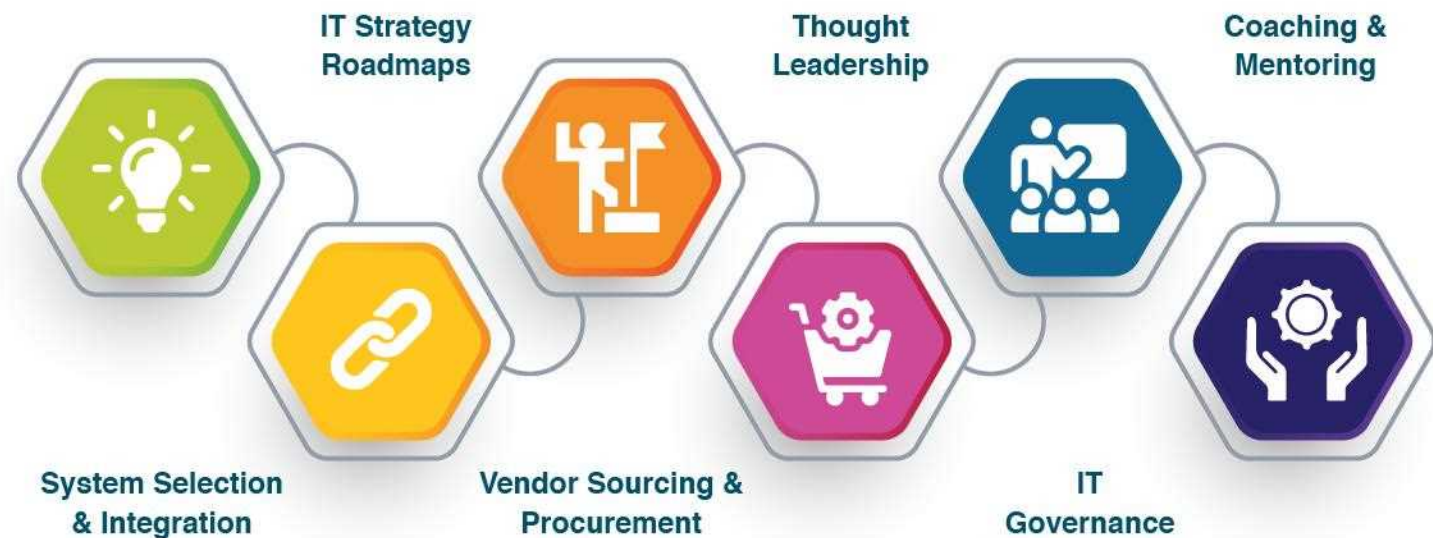 IT Strategy
Roadmaps
Thought
Leadership
Coaching &
Mentoring
System Selection
& Integration
Vendor Sourcing &
Procurement
IT
Governance